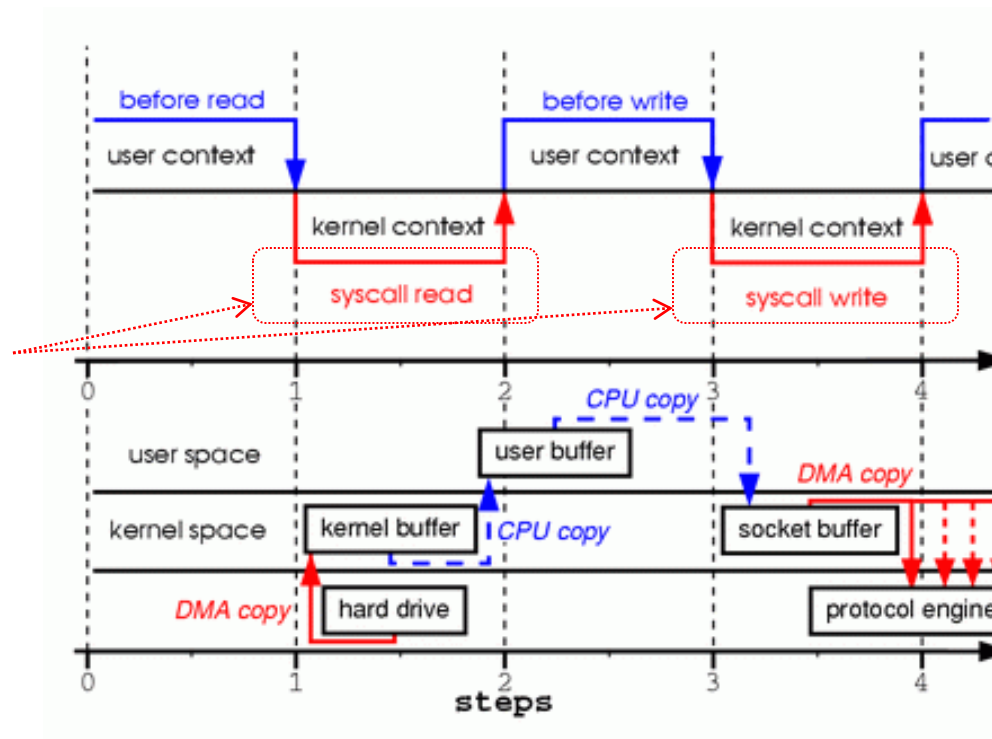 before read
before write
user context
user context
user c
kernel context
kernel context
syscall read
syscall write
0 1 2 3 4
CPU copy
user space
user buffer
DMA copy
kernel space
kernel buffer
CPU copy
socket buffer
DMA copy
hard drive
protocol engine
0 1 2 3 4
steps